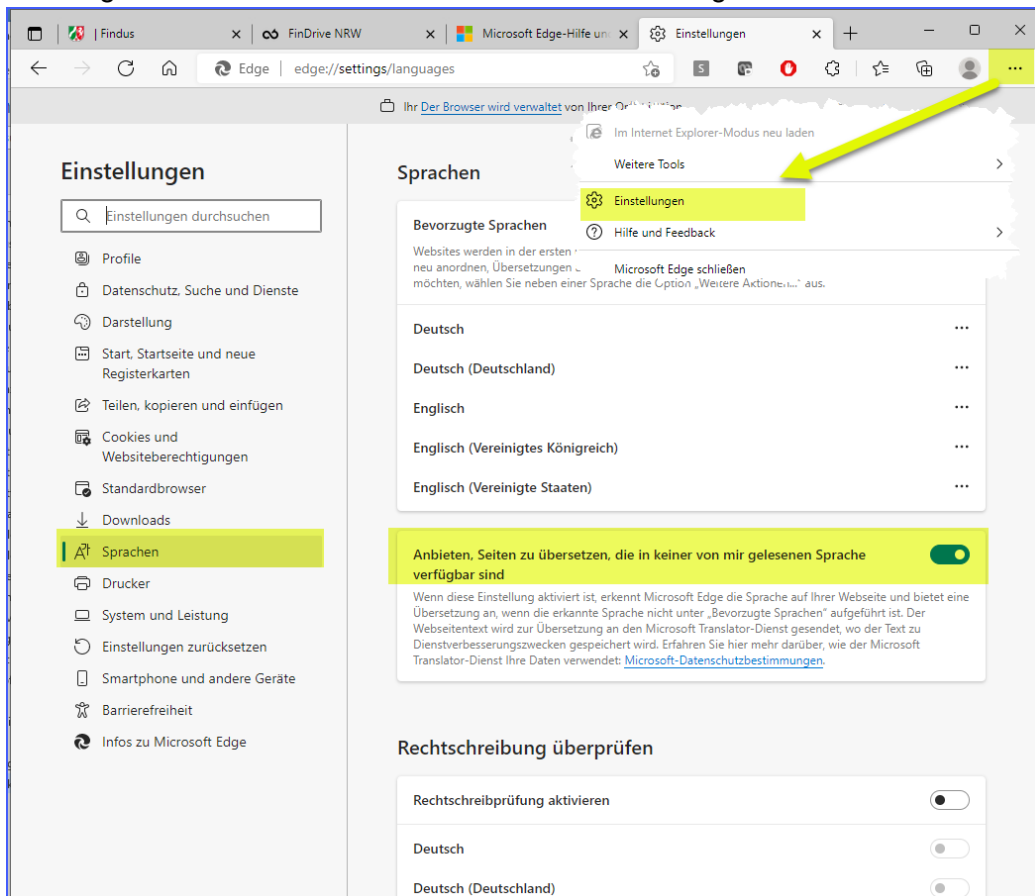 | Findus
FinDrive NRW
Microsoft Edge-Hilfe un
Einstellungen
Edge
edge://settings/languages
Ihr Der Browser wird verwaltet von Ihrer
Im Internet Explorer-Modus neu laden
Weitere Tools
Einstellungen
Hilfe und Feedback
Microsoft Edge schließen
Einstellungen
Einstellungen durchsuchen
Profile
Datenschutz, Suche und Dienste
Darstellung
Start, Startseite und neue
Registerkarten
Teilen, kopieren und einfügen
Cookies und
Websiteberechtigungen
Standardbrowser
Downloads
Sprachen
Drucker
System und Leistung
Einstellungen zurücksetzen
Smartphone und andere Geräte
Barrierefreiheit
Infos zu Microsoft Edge
Sprachen
Bevorzugte Sprachen
Websites werden in der ersten
neu anordnen, Übersetzungen
möchten, wählen Sie neben einer Sprache die Option „Weitere Aktionen..." aus.
Deutsch
Deutsch (Deutschland)
Englisch
Englisch (Vereinigtes Königreich)
Englisch (Vereinigte Staaten)
Anbieten, Seiten zu übersetzen, die in keiner von mir gelesenen Sprache
verfügbar sind
Wenn diese Einstellung aktiviert ist, erkennt Microsoft Edge die Sprache auf Ihrer Webseite und bietet eine
Übersetzung an, wenn die erkannte Sprache nicht unter „Bevorzugte Sprachen" aufgeführt ist. Der
Webseitentext wird zur Übersetzung an den Microsoft Translator-Dienst gesendet, wo der Text zu
Dienstverbesserungszwecken gespeichert wird. Erfahren Sie hier mehr darüber, wie der Microsoft
Translator-Dienst Ihre Daten verwendet: Microsoft-Datenschutzbestimmungen.
Rechtschreibung überprüfen
Rechtschreibprüfung aktivieren
Deutsch
Deutsch (Deutschland)